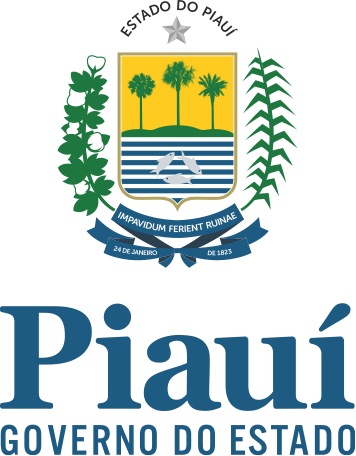 ESTADO DO PIAUÍ
IMPAVIDUM FERIENT RUINAE
24 DE JANEIRO DE 1823
Piauí
GOVERNO DO ESTADO